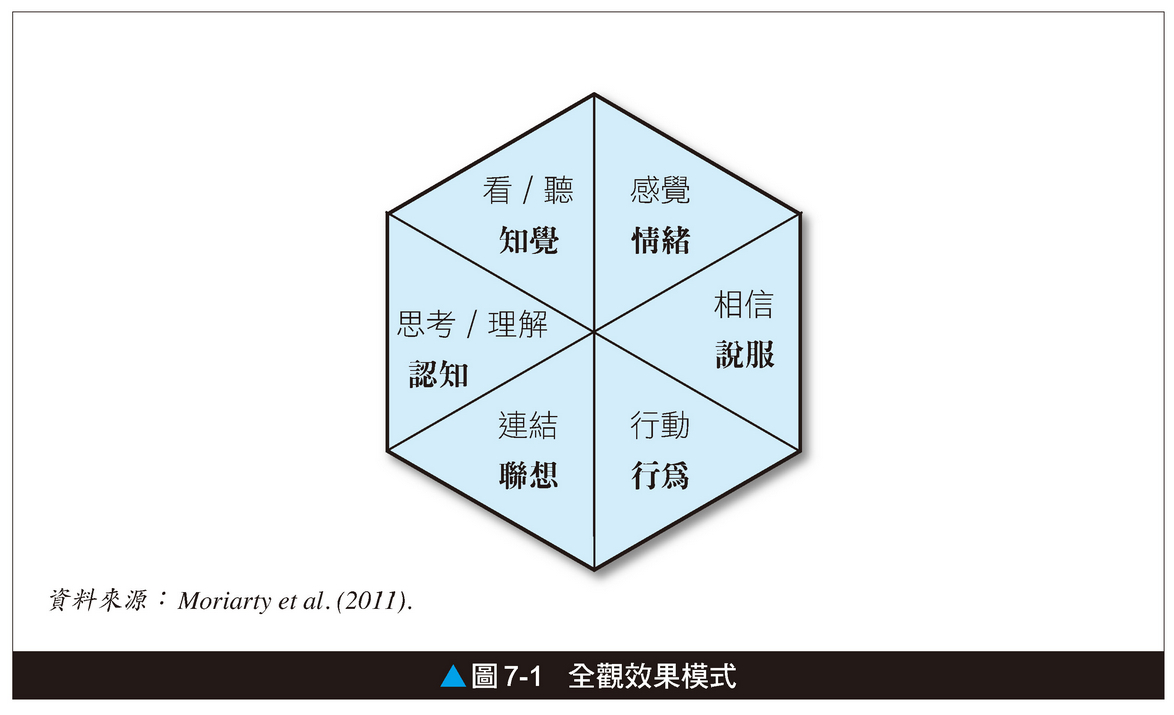 看 / 聽
知覺
感覺
情緒
思考 / 理解
認知
相信
說服
連結
聯想
行動
行為
資料來源：Moriarty et al. (2011).
▲圖 7-1 全觀效果模式